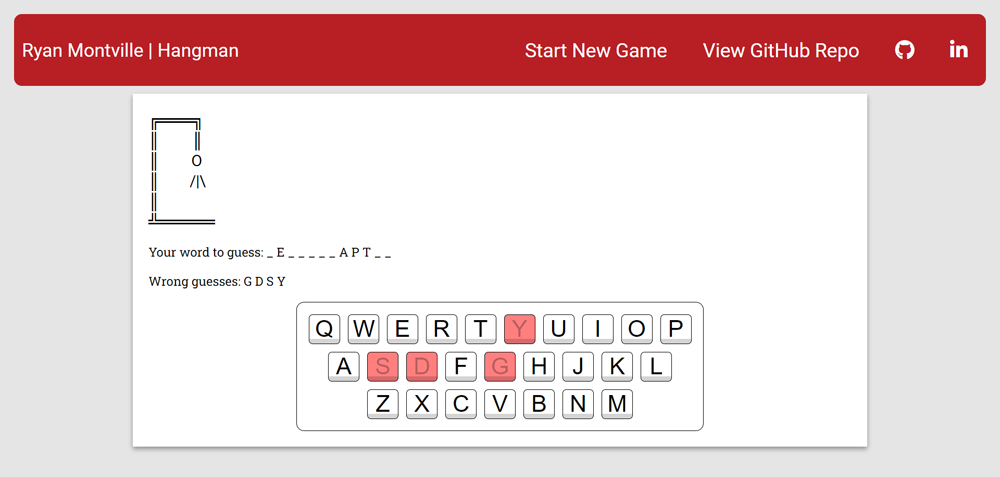 Ryan Montville | Hangman Start New Game View GitHub Repo
╔════╗
║    ║
║    O
║   /|\
║
╩═════
Your word to guess: _ E _ _ _ _ _ A P T _ _
Wrong guesses: G D S Y
Q W E R T Y U I O P
A S D F G H J K L
Z X C V B N M